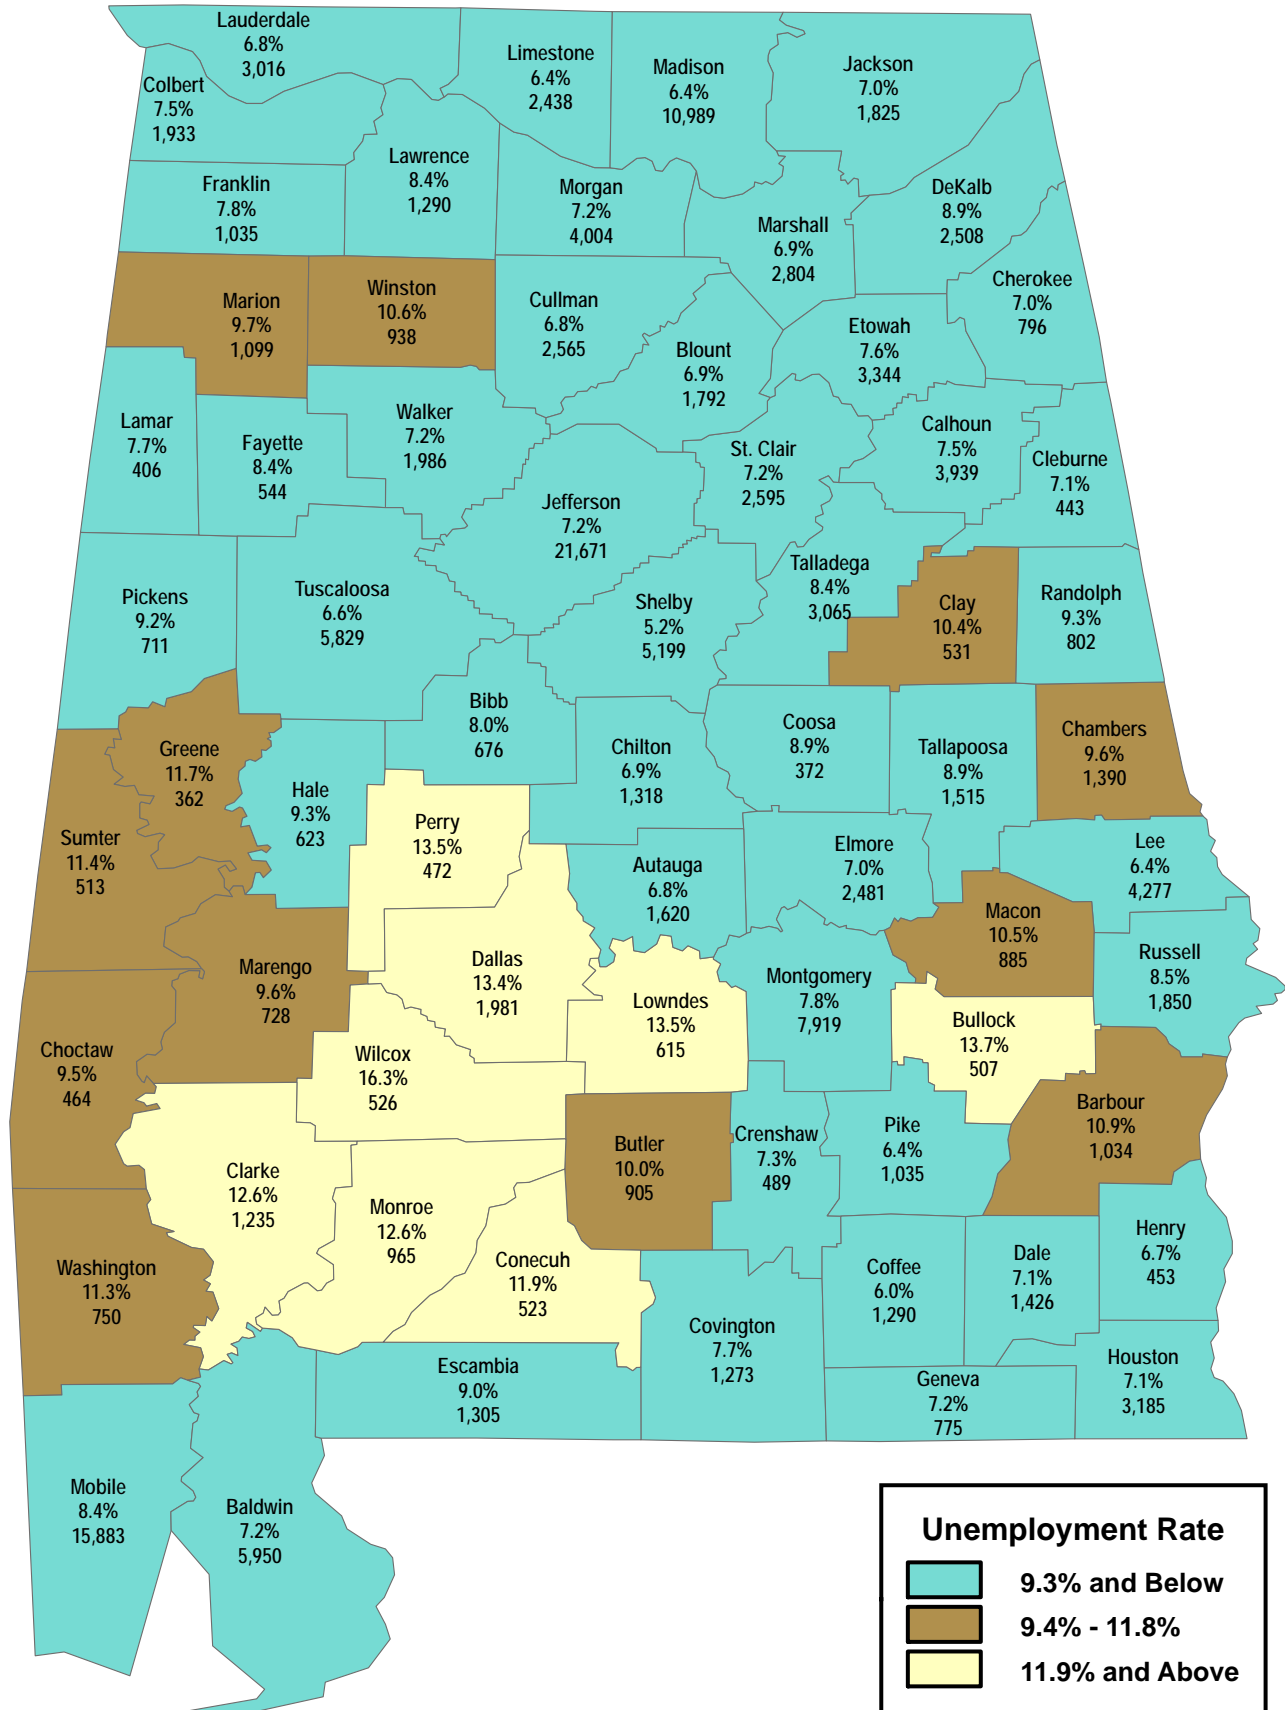 Lauderdale
6.8%
3,016
Limestone
6.4%
2,438
Madison
6.4%
10,989
Jackson
7.0%
1,825
Colbert
7.5%
1,933
Lawrence
8.4%
1,290
Franklin
7.8%
1,035
Morgan
7.2%
4,004
DeKalb
8.9%
2,508
Marshall
6.9%
2,804
Cherokee
7.0%
796
Marion
9.7%
1,099
Winston
10.6%
938
Cullman
6.8%
2,565
Blount
6.9%
1,792
Etowah
7.6%
3,344
Lamar
7.7%
406
Fayette
8.4%
544
Walker
7.2%
1,986
St. Clair
7.2%
2,595
Calhoun
7.5%
3,939
Cleburne
7.1%
443
Jefferson
7.2%
21,671
Talladega
8.4%
3,065
Pickens
9.2%
711
Tuscaloosa
6.6%
5,829
Shelby
5.2%
5,199
Clay
10.4%
531
Randolph
9.3%
802
Bibb
8.0%
676
Greene
11.7%
362
Hale
9.3%
623
Chilton
6.9%
1,318
Coosa
8.9%
372
Tallapoosa
8.9%
1,515
Chambers
9.6%
1,390
Sumter
11.4%
513
Perry
13.5%
472
Autauga
6.8%
1,620
Elmore
7.0%
2,481
Lee
6.4%
4,277
Macon
10.5%
885
Marengo
9.6%
728
Dallas
13.4%
1,981
Lowndes
13.5%
615
Montgomery
7.8%
7,919
Russell
8.5%
1,850
Bullock
13.7%
507
Choctaw
9.5%
464
Wilcox
16.3%
526
Barbour
10.9%
1,034
Clarke
12.6%
1,235
Butler
10.0%
905
Crenshaw
7.3%
489
Pike
6.4%
1,035
Monroe
12.6%
965
Conecuh
11.9%
523
Washington
11.3%
750
Coffee
6.0%
1,290
Dale
7.1%
1,426
Henry
6.7%
453
Covington
7.7%
1,273
Escambia
9.0%
1,305
Geneva
7.2%
775
Houston
7.1%
3,185
Mobile
8.4%
15,883
Baldwin
7.2%
5,950
Unemployment Rate
9.3% and Below
9.4% - 11.8%
11.9% and Above